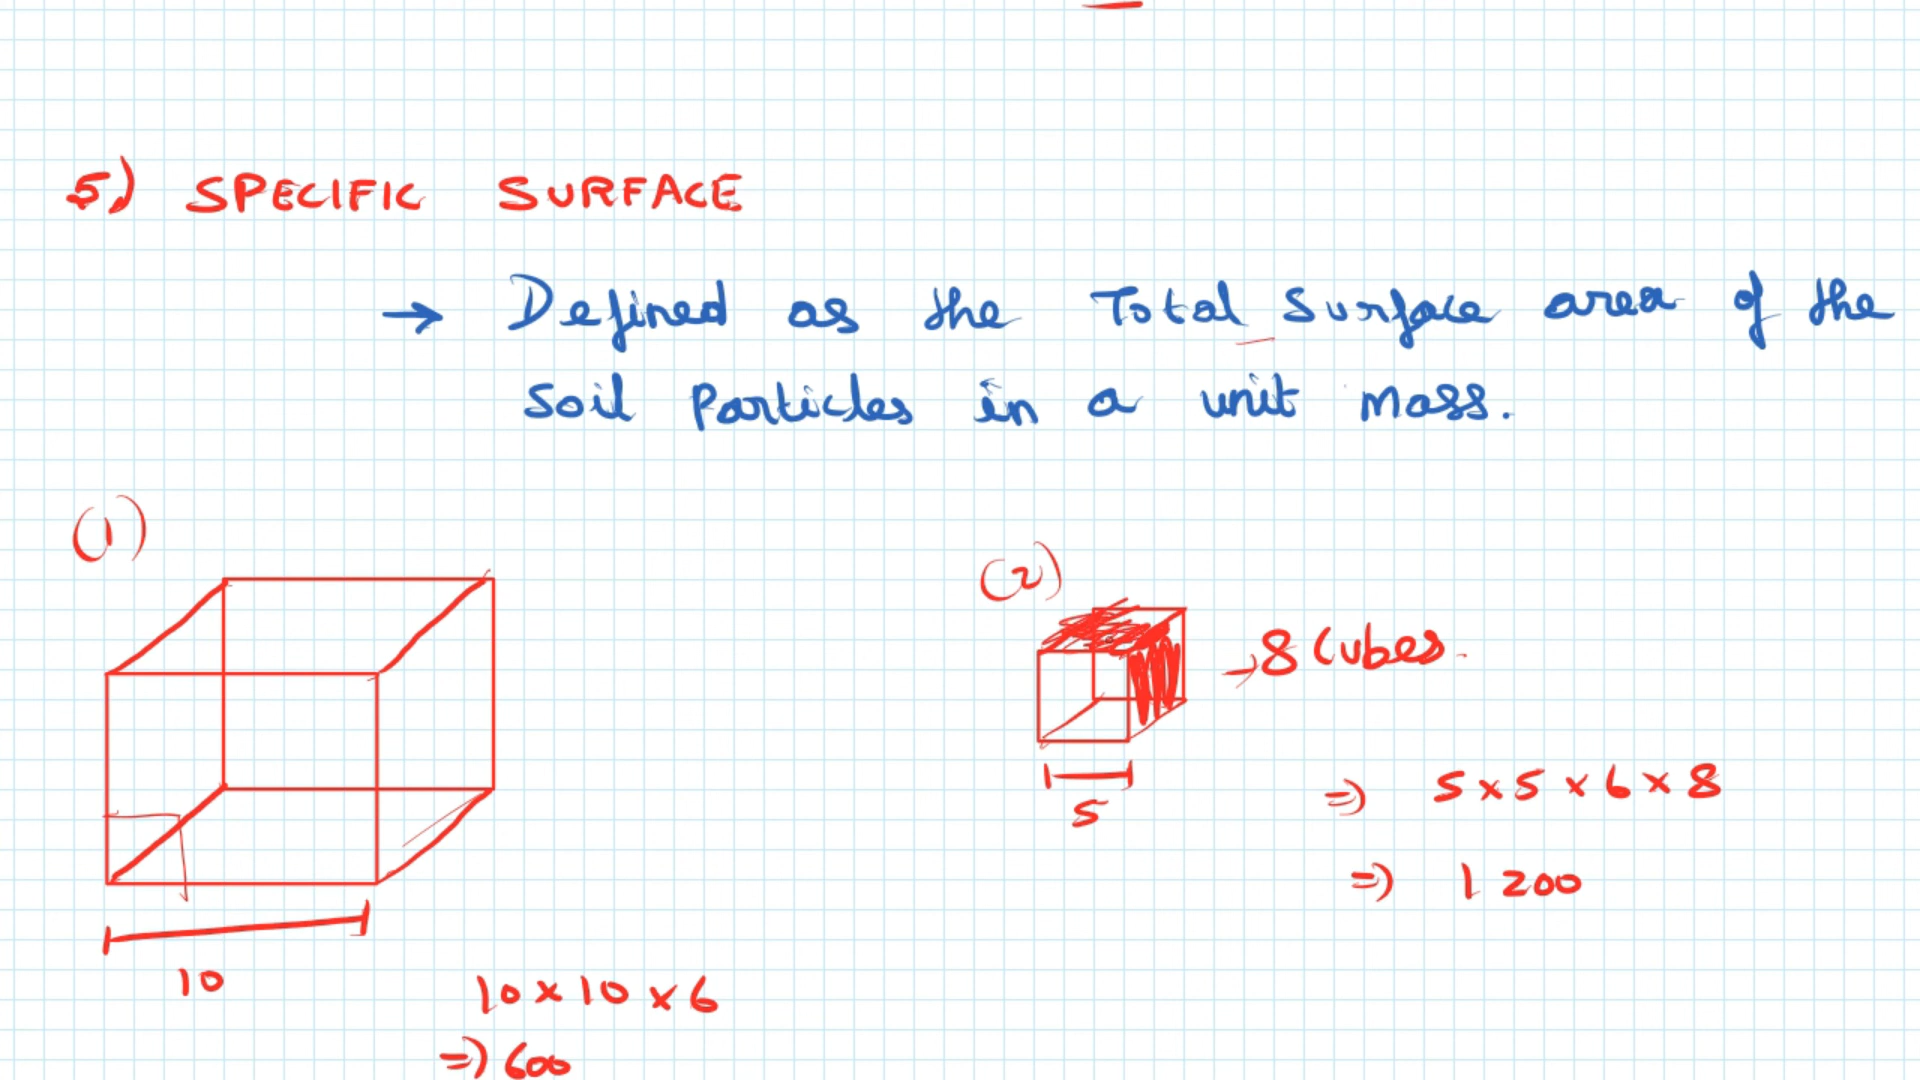 5) SPECIFIC SURFACE
→ Defined as the Total Surface area of the
Soil Particles in a unit mass.
(1)
(2)
→ 8 Cubes.
5
⇒ 5 × 5 × 6 × 8
⇒ 1200
10
10 × 10 × 6
⇒ 600